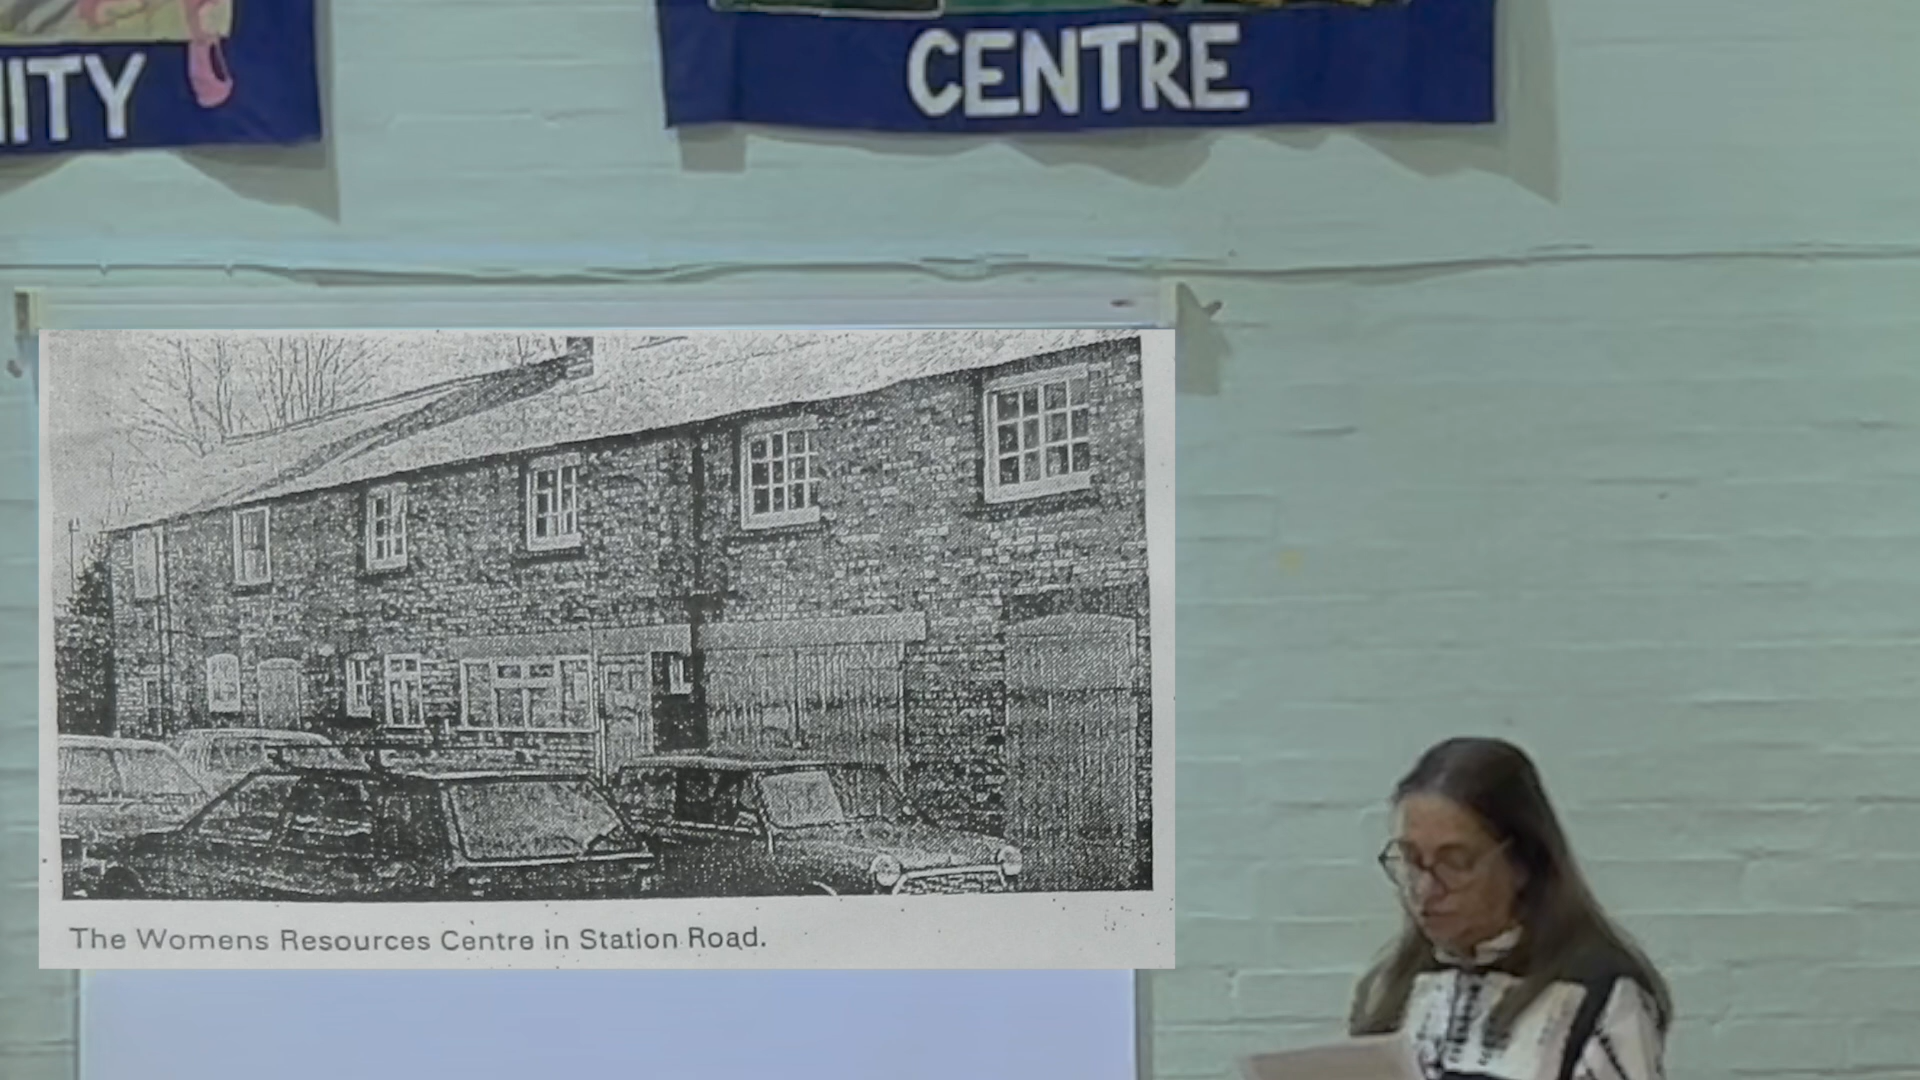 ITY
CENTRE
The Womens Resources Centre in Station Road.